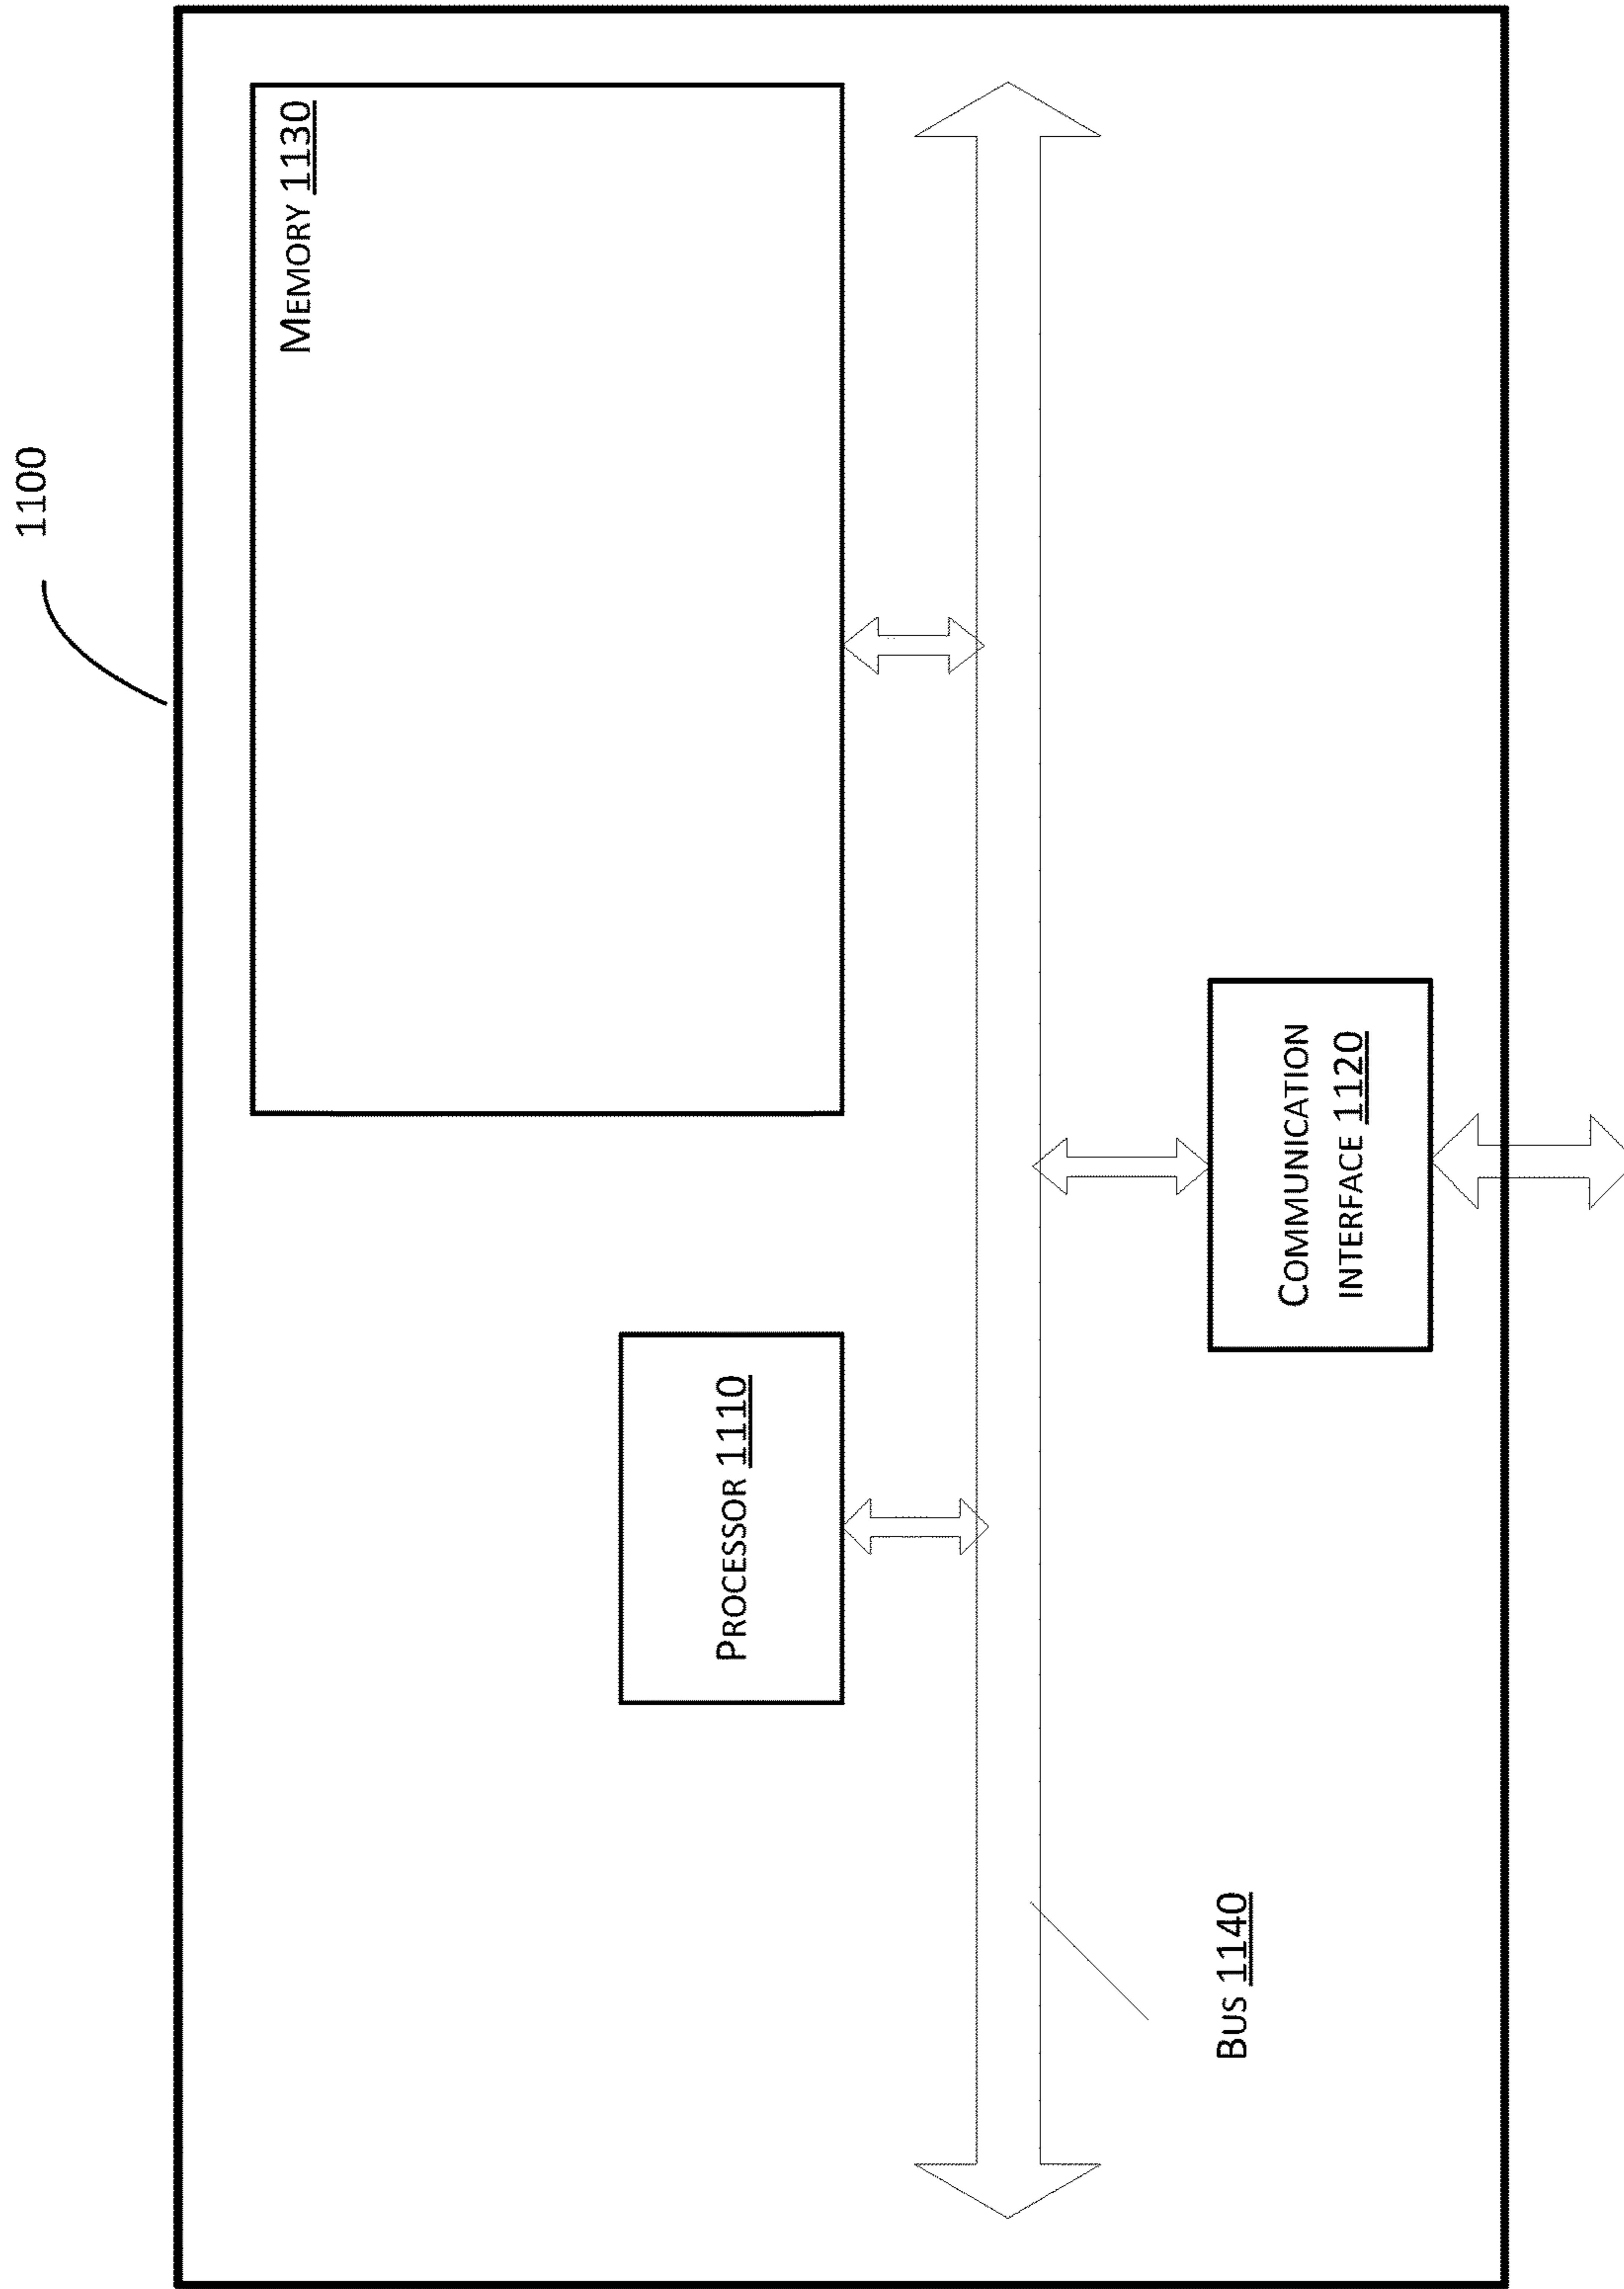 1100
MEMORY 1130
PROCESSOR 1110
COMMUNICATION
INTERFACE 1120
BUS 1140